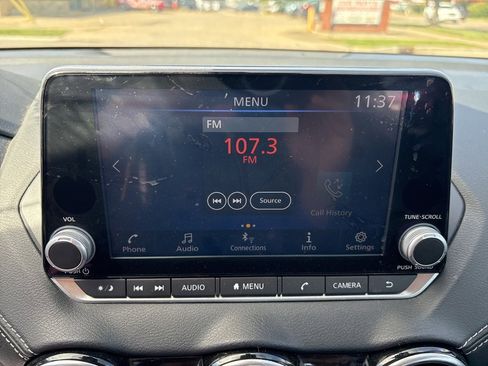 MENU 11:37
FM
107.3
FM
Source
Call History
VOL TUNE·SCROLL
Phone Audio Connections Info Settings
PUSH PUSH SOUND
AUDIO MENU CAMERA